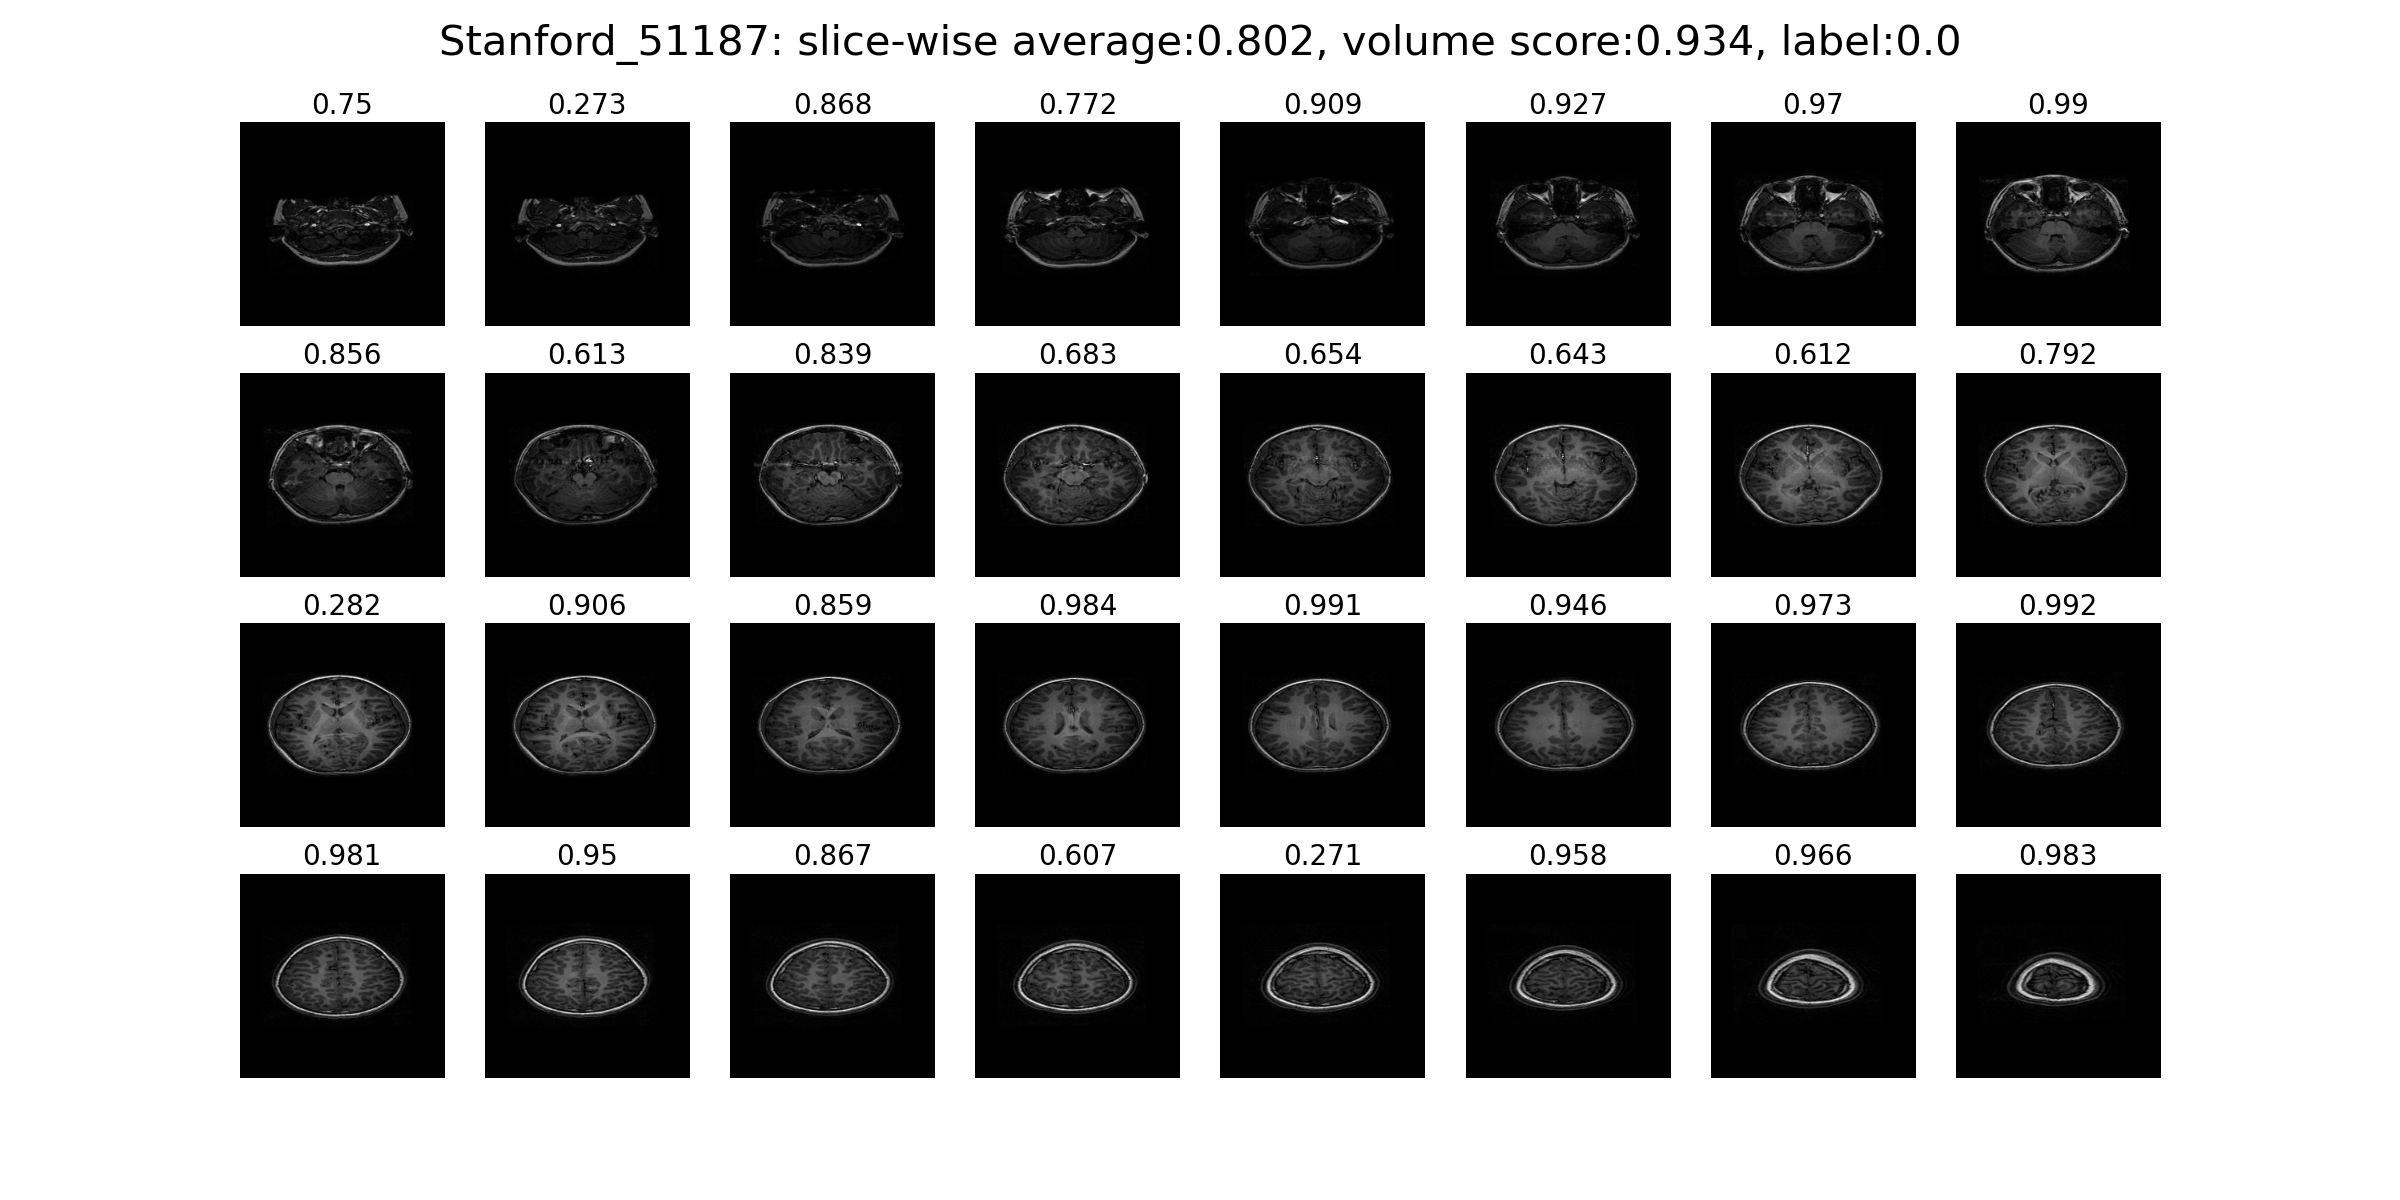 Stanford_51187: slice-wise average:0.802, volume score:0.934, label:0.0
0.75 0.273 0.868 0.772 0.909 0.927 0.97 0.99
0.856 0.613 0.839 0.683 0.654 0.643 0.612 0.792
0.282 0.906 0.859 0.984 0.991 0.946 0.973 0.992
0.981 0.95 0.867 0.607 0.271 0.958 0.966 0.983